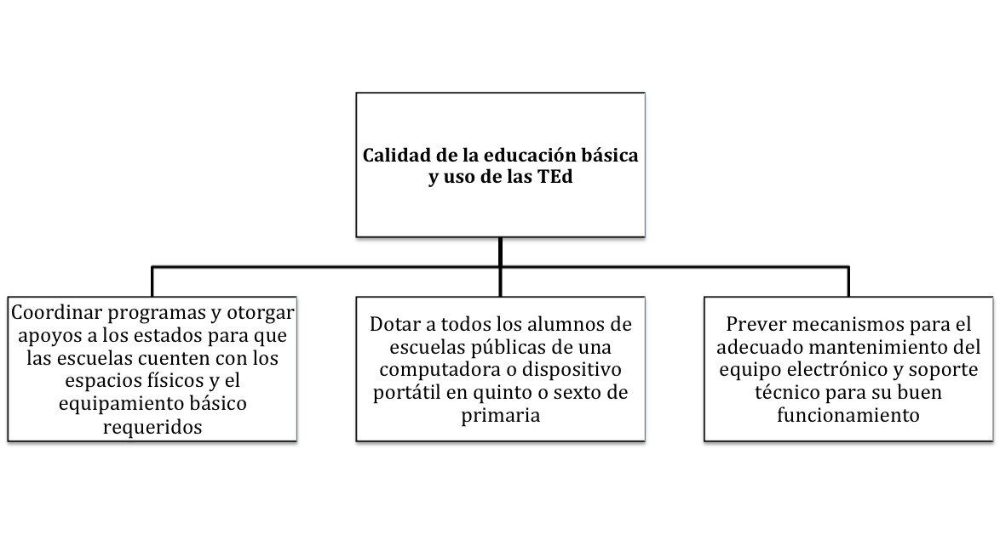 Calidad de la educación básica
y uso de las TEd
Coordinar programas y otorgar
apoyos a los estados para que
las escuelas cuenten con los
espacios físicos y el
equipamiento básico
requeridos
Dotar a todos los alumnos de
escuelas públicas de una
computadora o dispositivo
portátil en quinto o sexto de
primaria
Prever mecanismos para el
adecuado mantenimiento del
equipo electrónico y soporte
técnico para su buen
funcionamiento